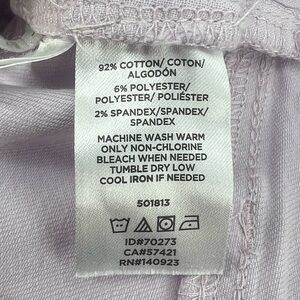 92% COTTON/ COTON/
ALGODÓN
6% POLYESTER/
POLYESTER/ POLIÉSTER
2% SPANDEX/SPANDEX/
SPANDEX
MACHINE WASH WARM
ONLY NON-CHLORINE
BLEACH WHEN NEEDED
TUMBLE DRY LOW
COOL IRON IF NEEDED
501813
ID#70273
CA#57421
RN#140923